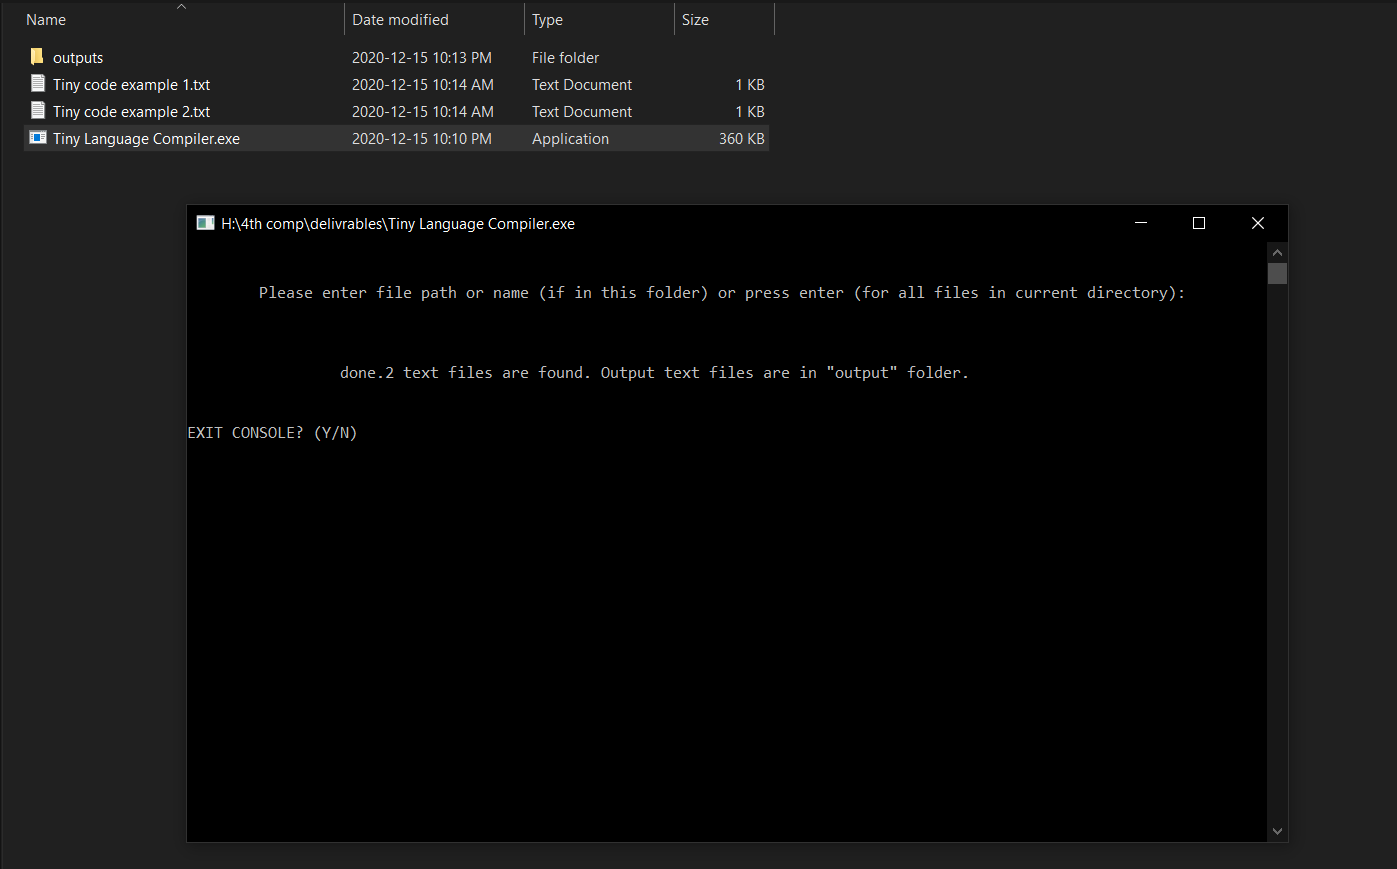 Name Date modified Type Size
outputs 2020-12-15 10:13 PM File folder
Tiny code example 1.txt 2020-12-15 10:14 AM Text Document 1 KB
Tiny code example 2.txt 2020-12-15 10:14 AM Text Document 1 KB
Tiny Language Compiler.exe 2020-12-15 10:10 PM Application 360 KB
H:\4th comp\delivrables\Tiny Language Compiler.exe
Please enter file path or name (if in this folder) or press enter (for all files in current directory):
done.2 text files are found. Output text files are in "output" folder.
EXIT CONSOLE? (Y/N)